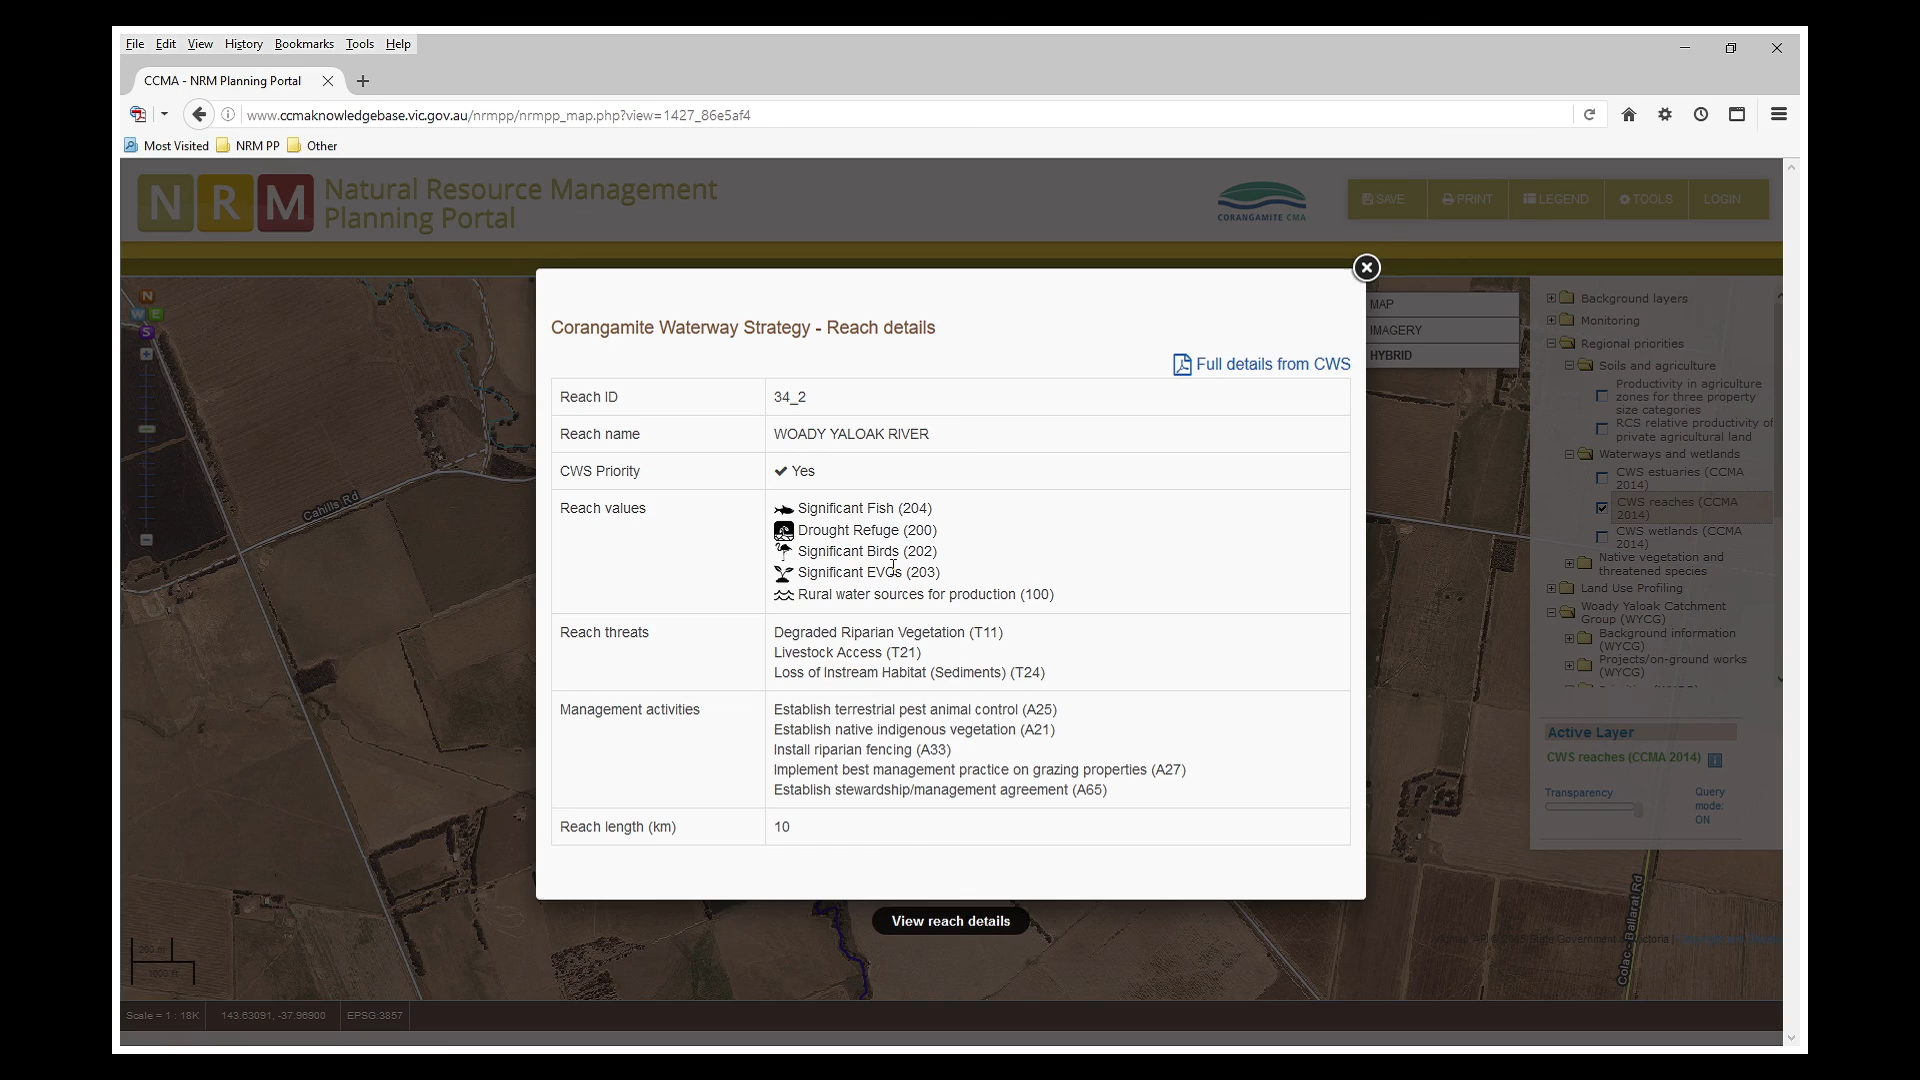 File Edit View History Bookmarks Tools Help
CCMA - NRM Planning Portal
www.ccmaknowledgebase.vic.gov.au/nrmpp/nrmpp_map.php?view=1427_86e5af4
Most Visited NRM PP Other
NRM Natural Resource Management
Planning Portal
CORANGAMITE CMA
SAVE PRINT LEGEND TOOLS LOGIN
N
W E
S
MAP
IMAGERY
HYBRID
Cahills Rd
Corangamite Waterway Strategy - Reach details
Full details from CWS
Reach ID 34_2
Reach name WOADY YALOAK RIVER
CWS Priority Yes
Reach values Significant Fish (204)
Drought Refuge (200)
Significant Birds (202)
Significant EVCs (203)
Rural water sources for production (100)
Reach threats Degraded Riparian Vegetation (T11)
Livestock Access (T21)
Loss of Instream Habitat (Sediments) (T24)
Management activities Establish terrestrial pest animal control (A25)
Establish native indigenous vegetation (A21)
Install riparian fencing (A33)
Implement best management practice on grazing properties (A27)
Establish stewardship/management agreement (A65)
Reach length (km) 10
View reach details
Background layers
Monitoring
Regional priorities
Soils and agriculture
Productivity in agriculture
zones for three property
size categories
RCS relative productivity of
private agricultural land
Waterways and wetlands
CWS estuaries (CCMA
2014)
CWS reaches (CCMA
2014)
CWS wetlands (CCMA
2014)
Native vegetation and
threatened species
Land Use Profiling
Woady Yaloak Catchment
Group (WYCG)
Background information
(WYCG)
Projects/on-ground works
(WYCG)
Active Layer
CWS reaches (CCMA 2014)
Transparency
Query
mode:
ON
Colac - Ballarat Rd
200 m
1000 ft
Scale = 1 : 18K 143.63091, -37.96900 EPSG:3857